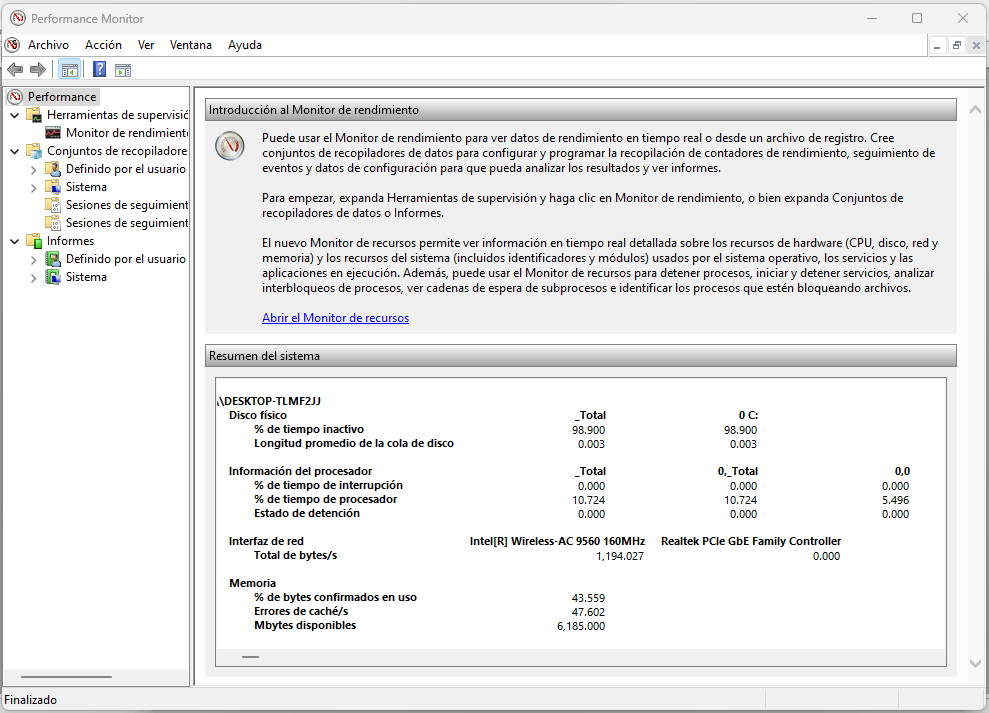 Performance Monitor
Archivo Acción Ver Ventana Ayuda
Performance
Herramientas de supervisió
Monitor de rendimiento
Conjuntos de recopiladore
Definido por el usuario
Sistema
Sesiones de seguimient
Sesiones de seguimient
Informes
Definido por el usuario
Sistema
Introducción al Monitor de rendimiento
Puede usar el Monitor de rendimiento para ver datos de rendimiento en tiempo real o desde un archivo de registro. Cree
conjuntos de recopiladores de datos para configurar y programar la recopilación de contadores de rendimiento, seguimiento de
eventos y datos de configuración para que pueda analizar los resultados y ver informes.
Para empezar, expanda Herramientas de supervisión y haga clic en Monitor de rendimiento, o bien expanda Conjuntos de
recopiladores de datos o Informes.
El nuevo Monitor de recursos permite ver información en tiempo real detallada sobre los recursos de hardware (CPU, disco, red y
memoria) y los recursos del sistema (incluidos identificadores y módulos) usados por el sistema operativo, los servicios y las
aplicaciones en ejecución. Además, puede usar el Monitor de recursos para detener procesos, iniciar y detener servicios, analizar
interbloqueos de procesos, ver cadenas de espera de subprocesos e identificar los procesos que estén bloqueando archivos.
Abrir el Monitor de recursos
Resumen del sistema
\\DESKTOP-TLMF2JJ
Disco físico _Total 0 C:
% de tiempo inactivo 98.900 98.900
Longitud promedio de la cola de disco 0.003 0.003
Información del procesador _Total 0,_Total 0,0
% de tiempo de interrupción 0.000 0.000 0.000
% de tiempo de procesador 10.724 10.724 5.496
Estado de detención 0.000 0.000 0.000
Interfaz de red Intel[R] Wireless-AC 9560 160MHz Realtek PCIe GbE Family Controller
Total de bytes/s 1,194.027 0.000
Memoria
% de bytes confirmados en uso 43.559
Errores de caché/s 47.602
Mbytes disponibles 6,185.000
Finalizado